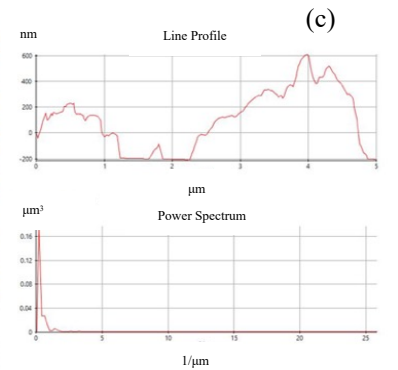 (c)
nm
Line Profile
600
400
200
0
-200
0 1 2 3 4 5
μm
μm³
Power Spectrum
0.16
0.12
0.08
0.04
0
0 5 10 15 20 25
1/μm